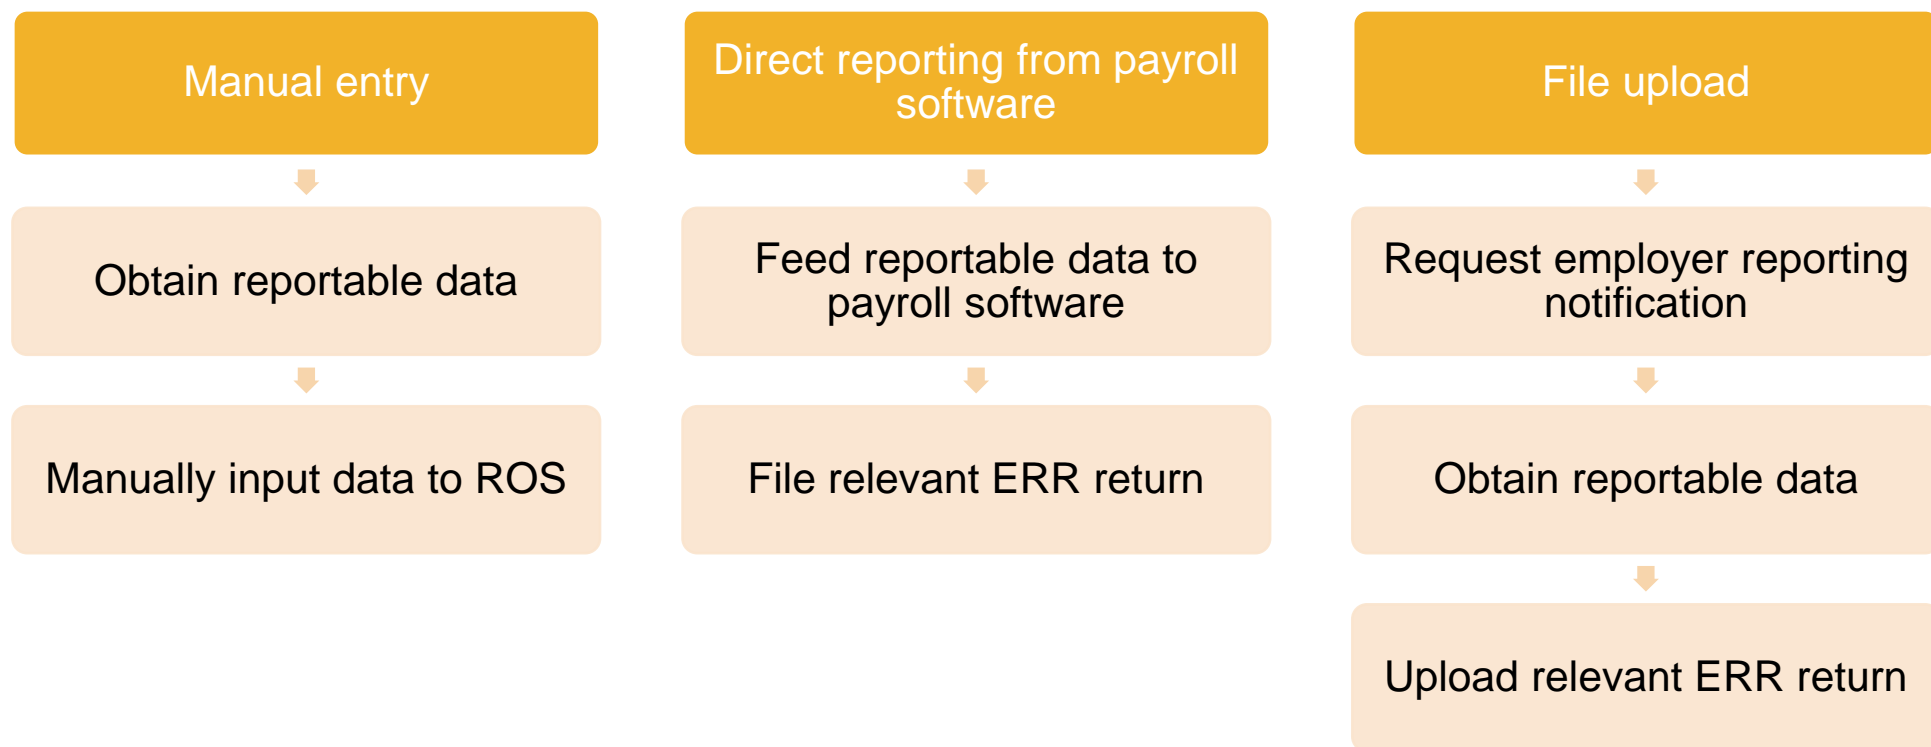 Manual entry
Obtain reportable data
Manually input data to ROS
Direct reporting from payroll
software
Feed reportable data to
payroll software
File relevant ERR return
File upload
Request employer reporting
notification
Obtain reportable data
Upload relevant ERR return